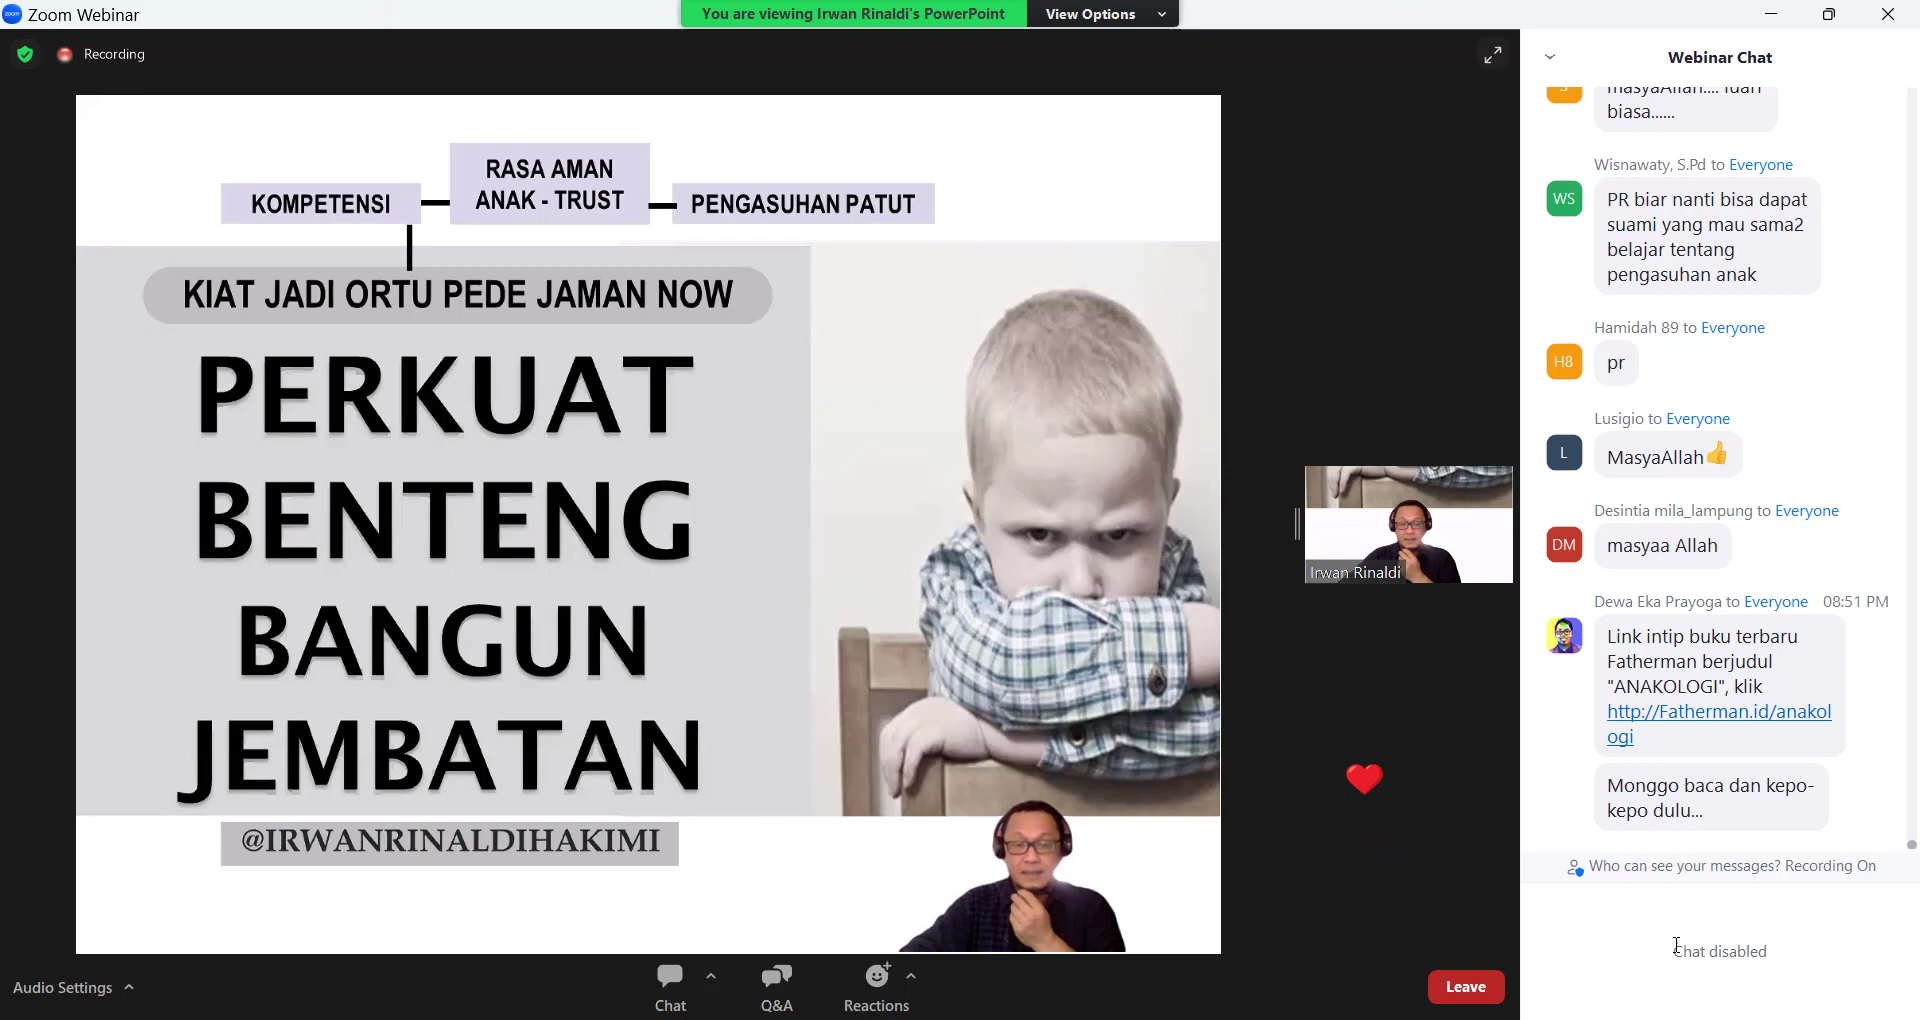 zoom
Zoom Webinar
You are viewing Irwan Rinaldi's PowerPoint
View Options
Recording
KOMPETENSI
RASA AMAN
ANAK - TRUST
PENGASUHAN PATUT
KIAT JADI ORTU PEDE JAMAN NOW
PERKUAT
BENTENG
BANGUN
JEMBATAN
@IRWANRINALDIHAKIMI
Irwan Rinaldi
Audio Settings
Chat
Q&A
Reactions
Leave
Webinar Chat
biasa......
Wisnawaty, S.Pd to Everyone
WS
PR biar nanti bisa dapat
suami yang mau sama2
belajar tentang
pengasuhan anak
Hamidah 89 to Everyone
H8
pr
Lusigio to Everyone
L
MasyaAllah👍
Desintia mila_lampung to Everyone
DM
masyaa Allah
Dewa Eka Prayoga to Everyone 08:51 PM
Link intip buku terbaru
Fatherman berjudul
"ANAKOLOGI", klik
http://Fatherman.id/anakol
ogi
Monggo baca dan kepo-
kepo dulu...
Who can see your messages? Recording On
Chat disabled